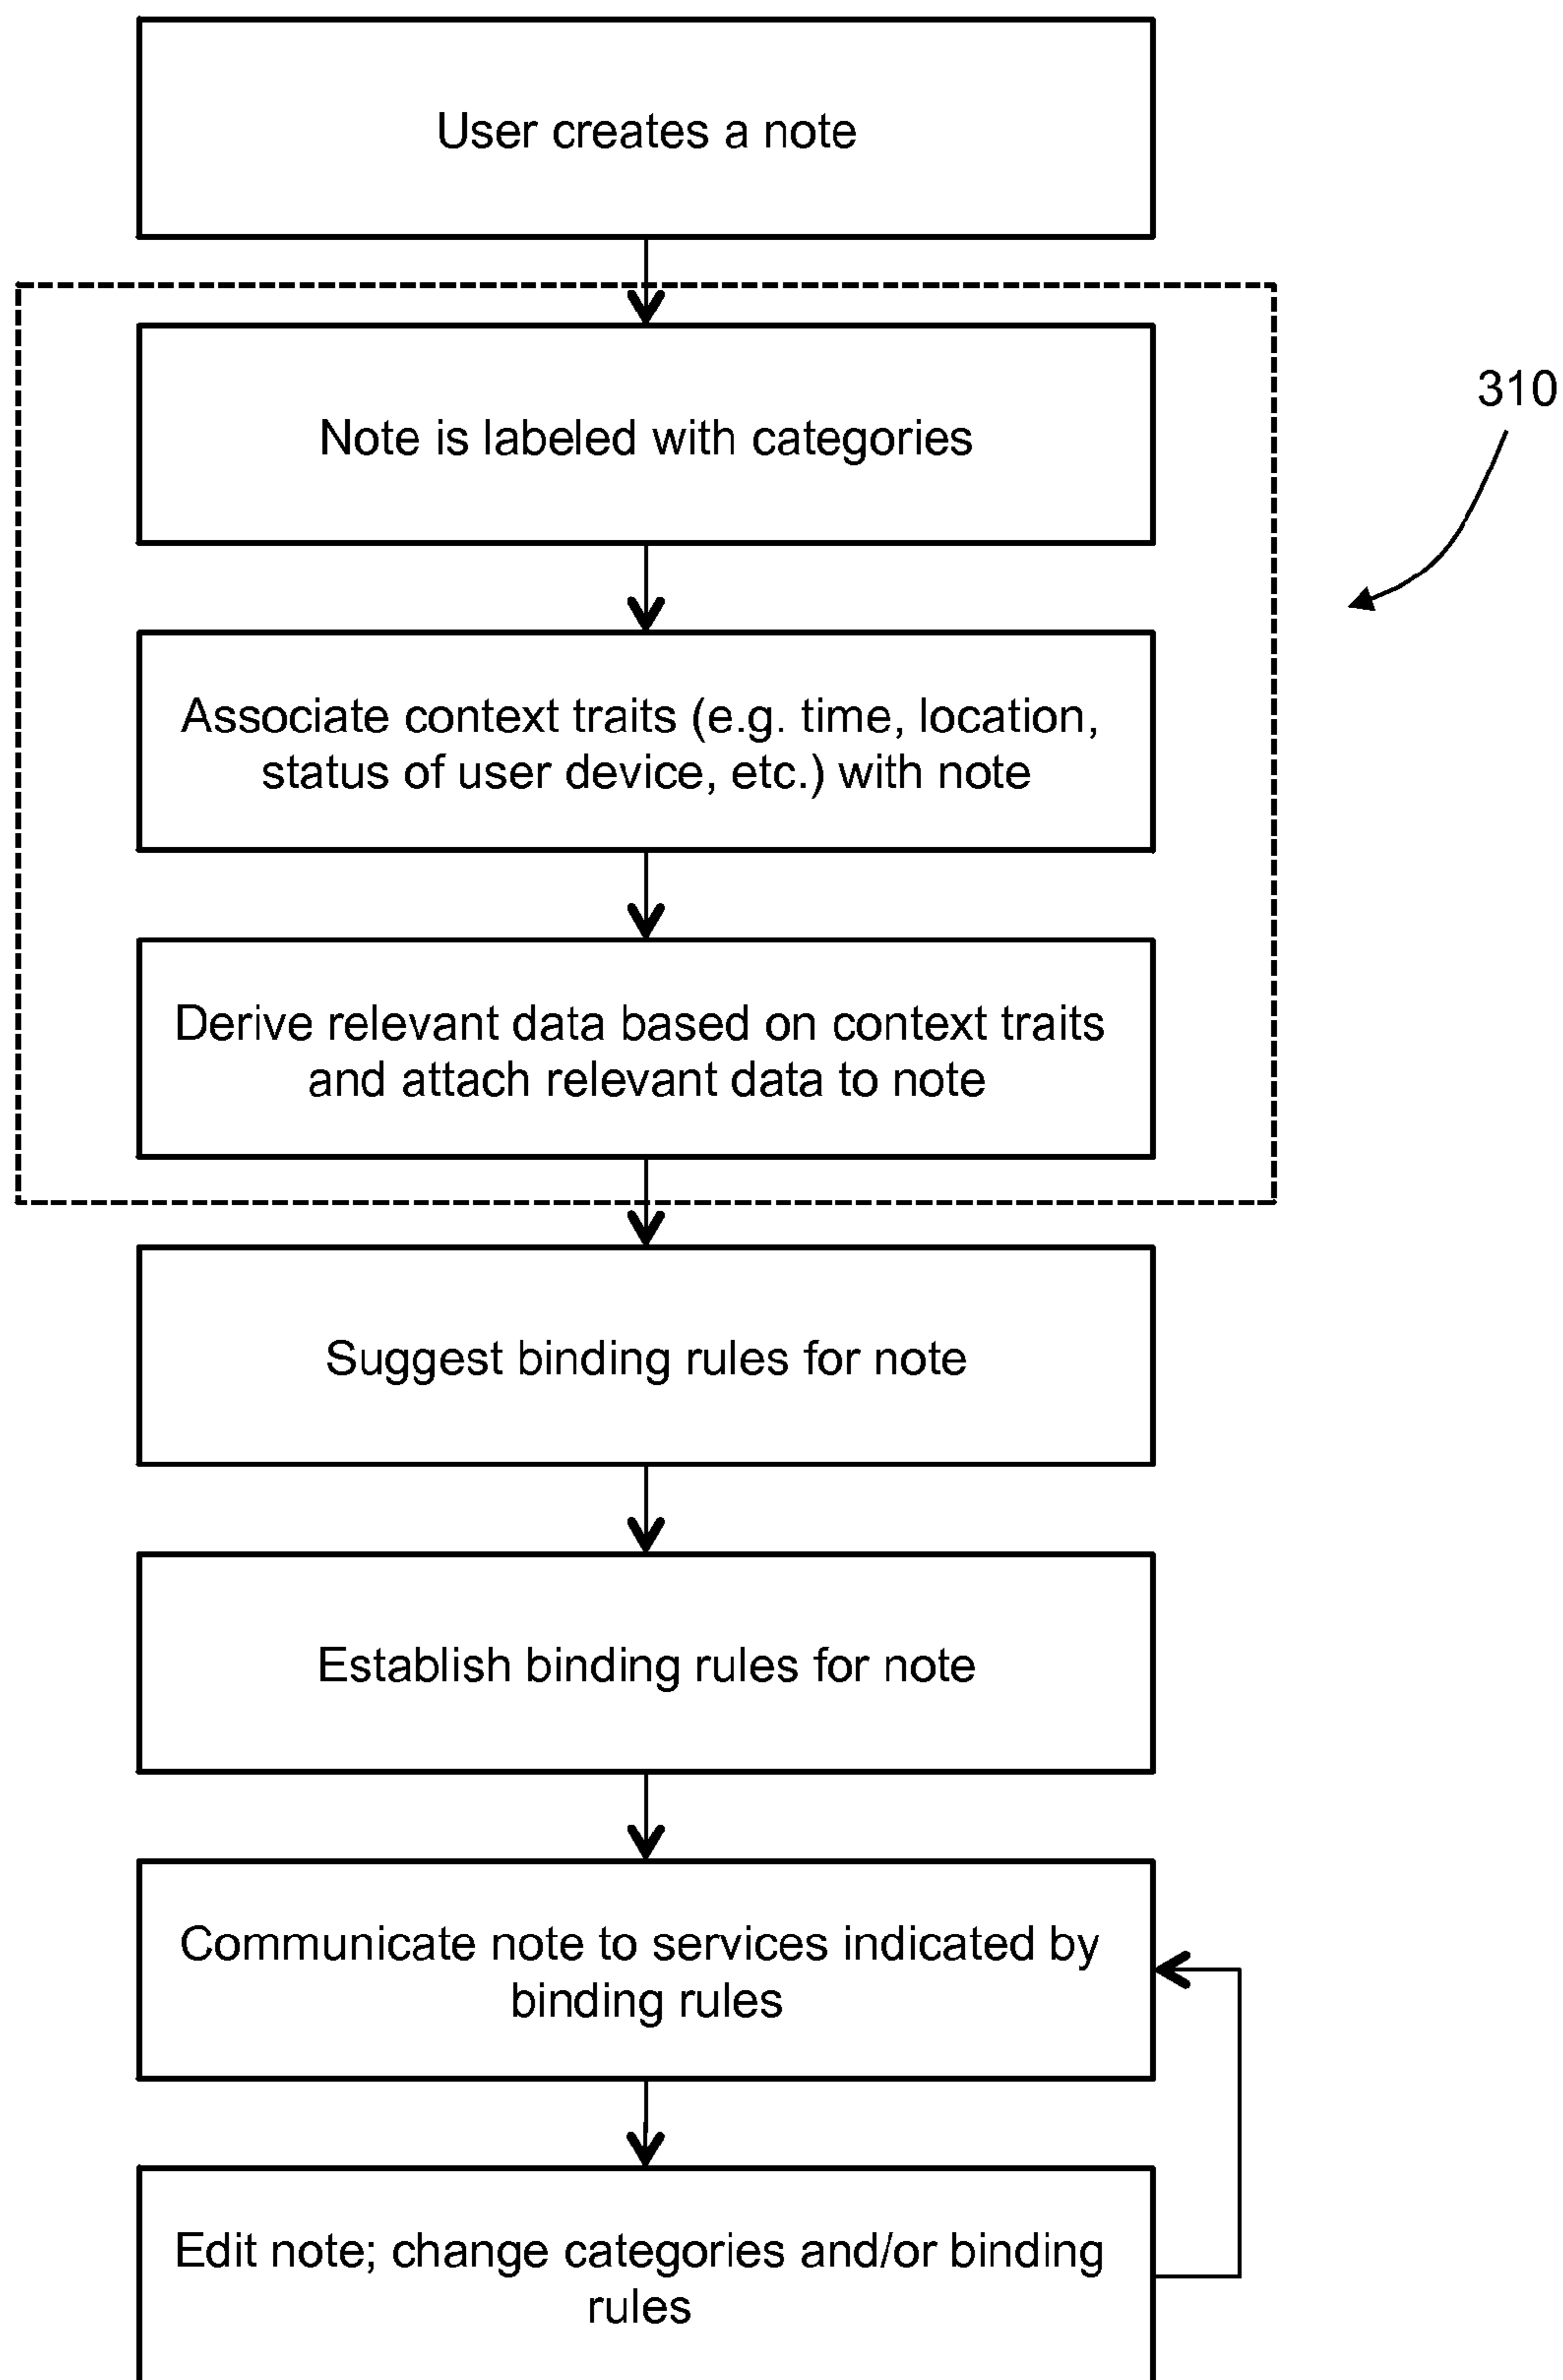 User creates a note
Note is labeled with categories
310
Associate context traits (e.g. time, location,
status of user device, etc.) with note
Derive relevant data based on context traits
and attach relevant data to note
Suggest binding rules for note
Establish binding rules for note
Communicate note to services indicated by
binding rules
Edit note; change categories and/or binding
rules